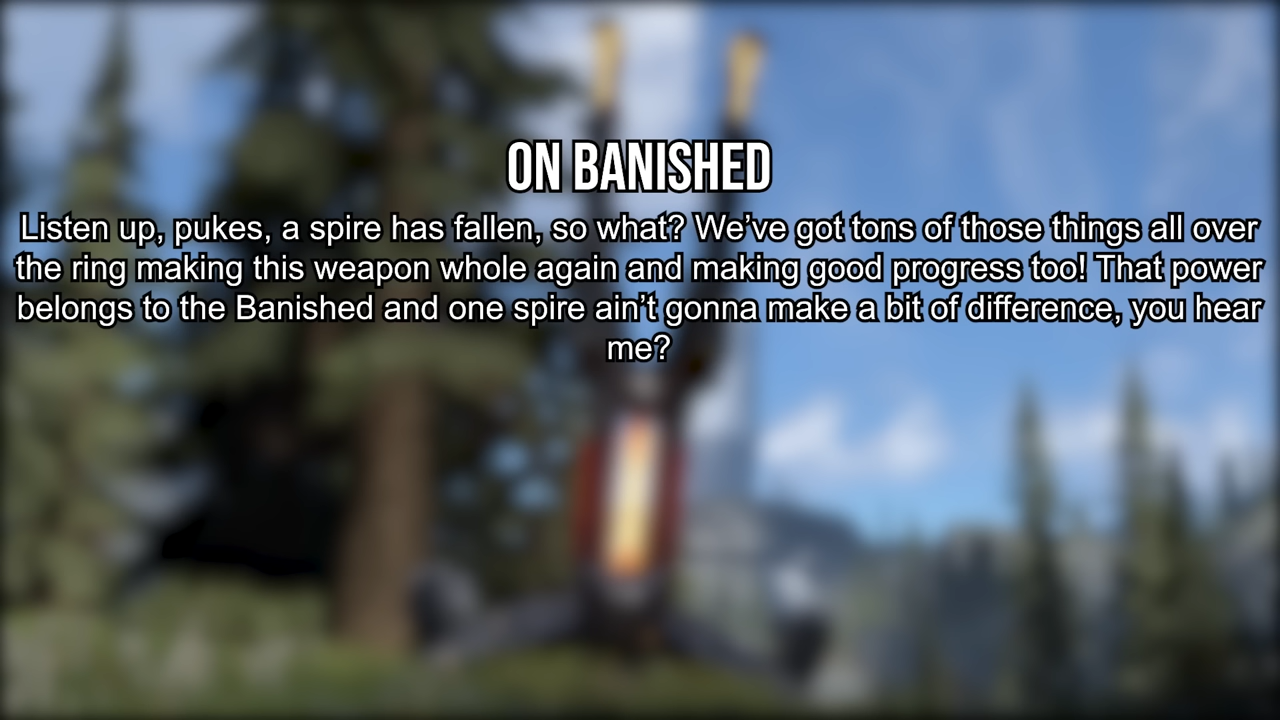 ON BANISHED
Listen up, pukes, a spire has fallen, so what? We’ve got tons of those things all over
the ring making this weapon whole again and making good progress too! That power
belongs to the Banished and one spire ain’t gonna make a bit of difference, you hear
me?